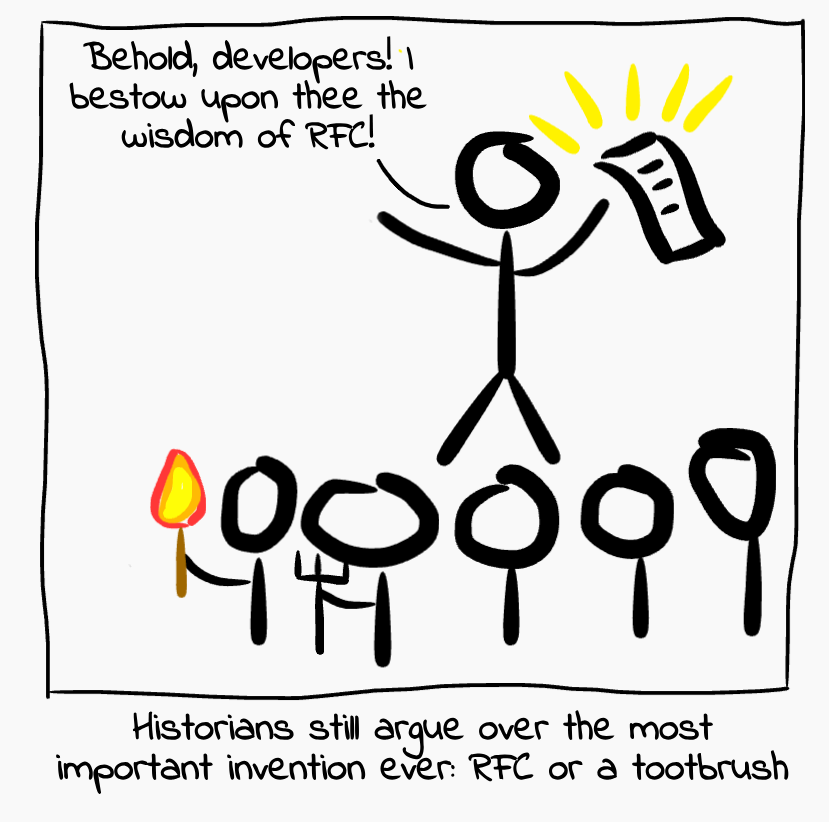 Behold, developers! I
bestow upon thee the
wisdom of RFC!
Historians still argue over the most
important invention ever: RFC or a tootbrush